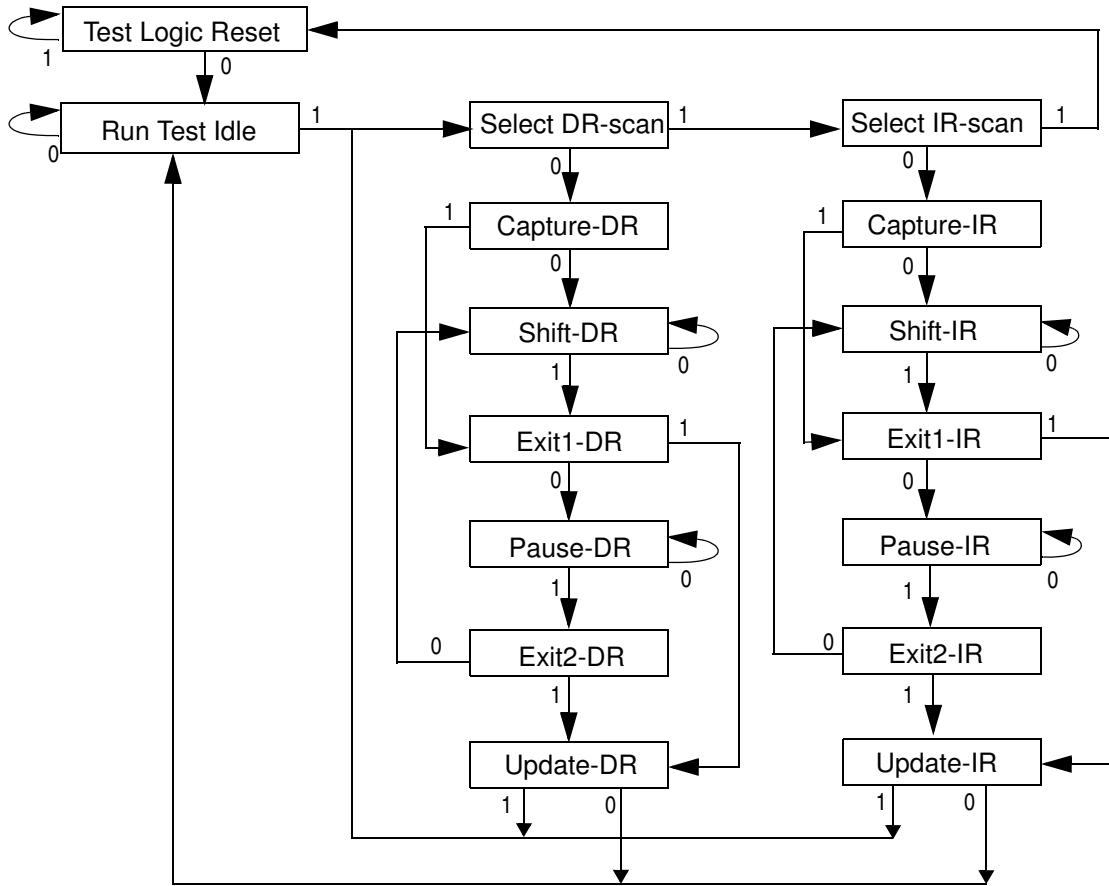 Test Logic Reset
1
0
Run Test Idle
0
1
Select DR-scan
1
Select IR-scan
1
0
0
1
Capture-DR
1
Capture-IR
0
0
Shift-DR
0
Shift-IR
0
1
1
Exit1-DR
1
Exit1-IR
1
0
0
Pause-DR
0
Pause-IR
0
1
1
0
Exit2-DR
0
Exit2-IR
1
1
Update-DR
Update-IR
1
0
1
0